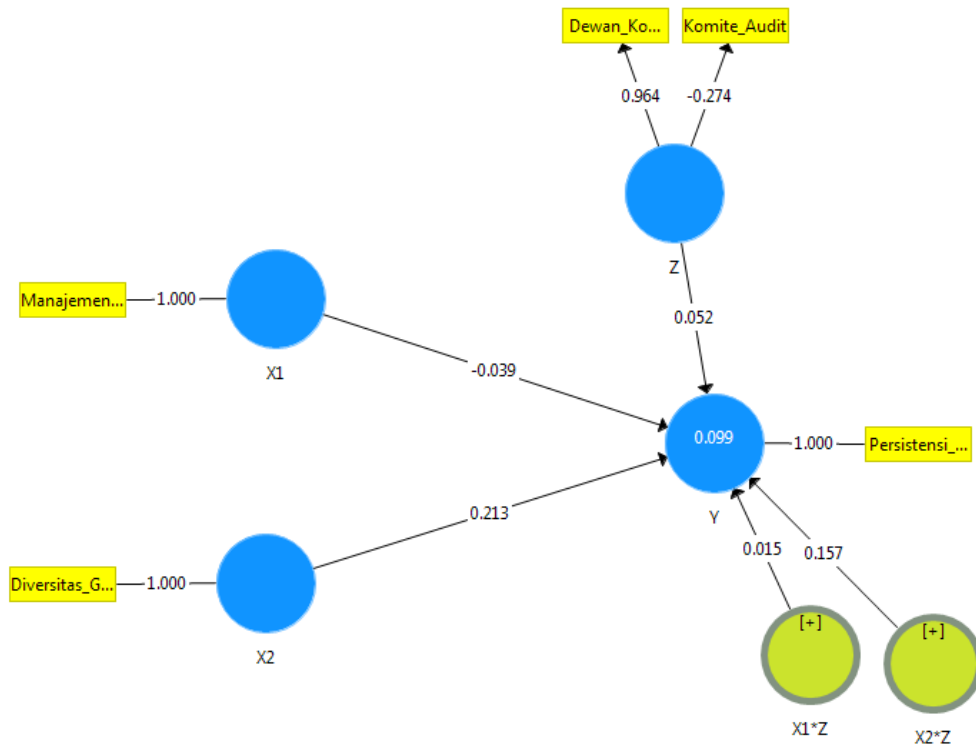 Dewan_Ko...
Komite_Audit
0.964
-0.274
Z
Manajemen...
1.000
X1
0.052
-0.039
0.099
1.000
Persistensi_...
Y
0.213
0.015
0.157
Diversitas_G...
1.000
X2
[+]
[+]
X1*Z
X2*Z